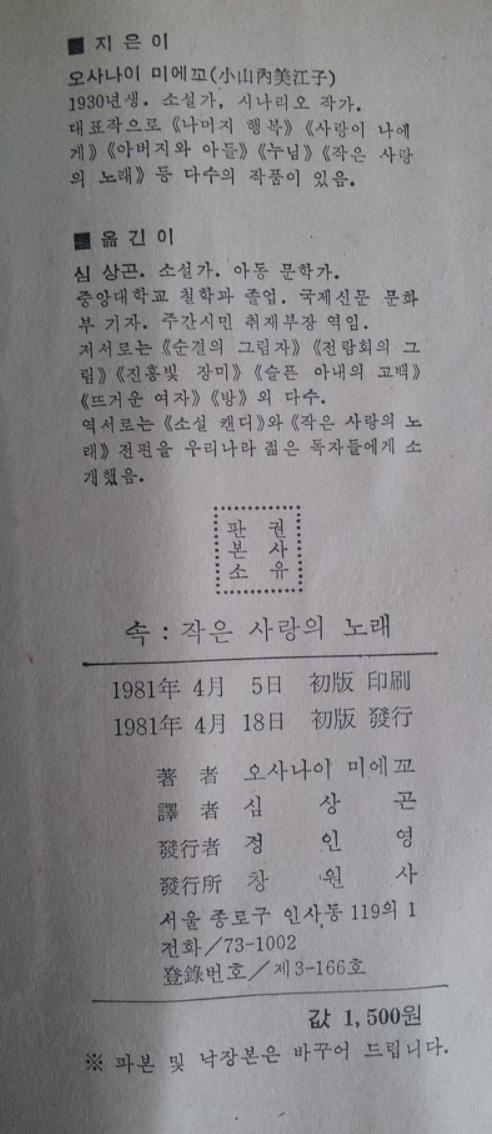 ■ 지은이
오사나이 미에꼬(小山內美江子)
1930년생. 소설가, 시나리오 작가.
대표작으로 《나머지 행복》 《사랑이 나에
게》 《아버지와 아들》 《누님》 《작은 사랑
의 노래》 등 다수의 작품이 있음.
■ 옮긴이
심 상곤. 소설가. 아동 문학가.
중앙대학교 철학과 졸업. 국제신문 문화
부 기자. 주간시민 취재부장 역임.
저서로는 《순결의 그림자》 《전람회의 그
림》 《진홍빛 장미》 《슬픈 아내의 고백》
《뜨거운 여자》 《방》 외 다수.
역서로는 《소설 캔디》와 《작은 사랑의 노
래》 전편을 우리나라 젊은 독자들에게 소
개했음.
판 권
본 사
소 유
속 : 작은 사랑의 노래
1981年 4月 5日 初版 印刷
1981年 4月 18日 初版 發行
著 者 오사나이 미에꼬
譯 者 심 상 곤
發行者 정 인 영
發行所 창 원 사
서울 종로구 인사동 119의 1
전화/73-1002
登錄번호/제3-166호
값 1,500원
※ 파본 및 낙장본은 바꾸어 드립니다.